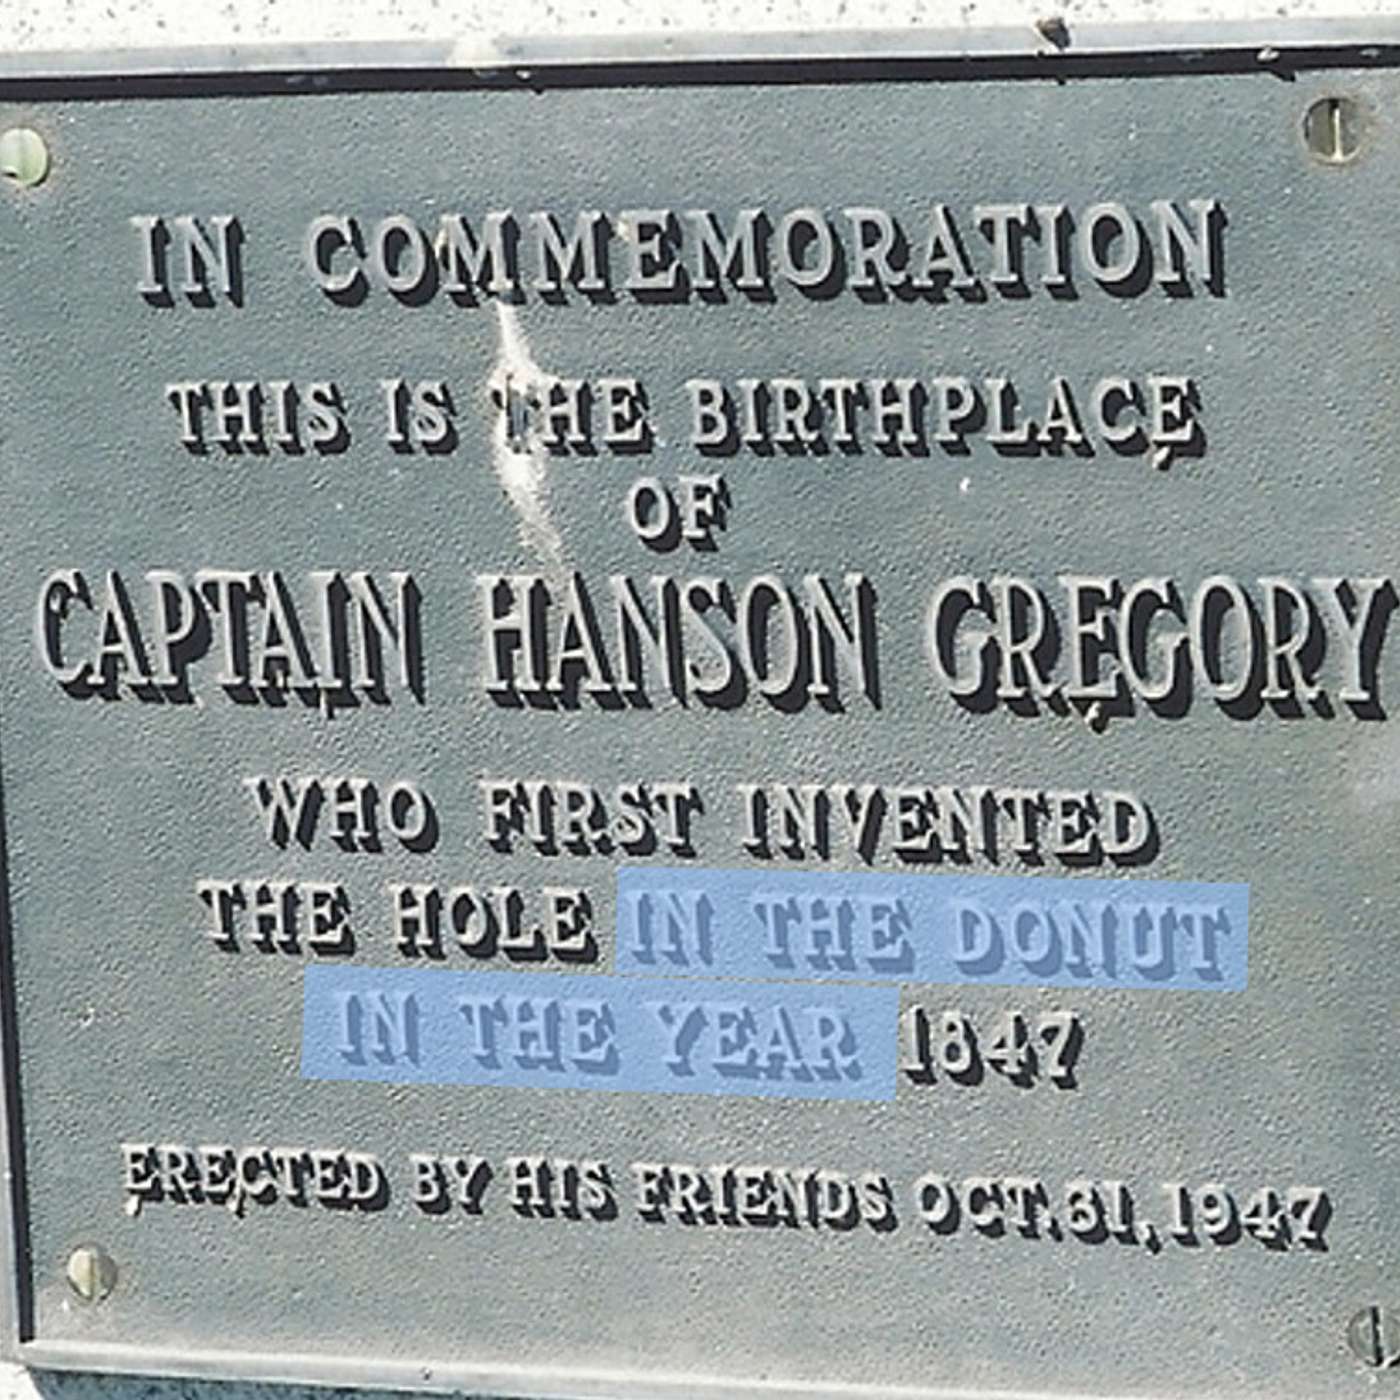 IN COMMEMORATION
THIS IS THE BIRTHPLACE
OF
CAPTAIN HANSON GREGORY
WHO FIRST INVENTED
THE HOLE IN THE DONUT
IN THE YEAR 1847
ERECTED BY HIS FRIENDS OCT. 31, 1947